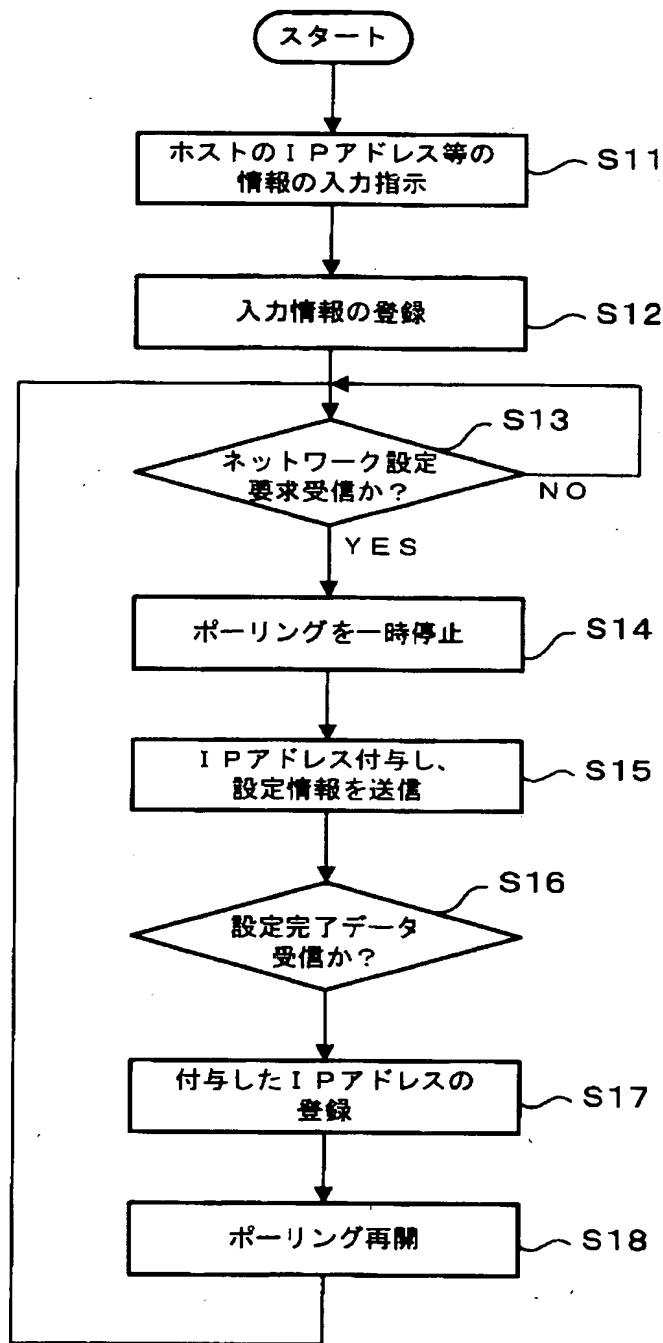 スタート
ホストのIPアドレス等の
情報の入力指示
S11
入力情報の登録
S12
S13
ネットワーク設定
要求受信か?
NO
YES
ポーリングを一時停止
S14
IPアドレス付与し、
設定情報を送信
S15
S16
設定完了データ
受信か?
付与したIPアドレスの
登録
S17
ポーリング再開
S18